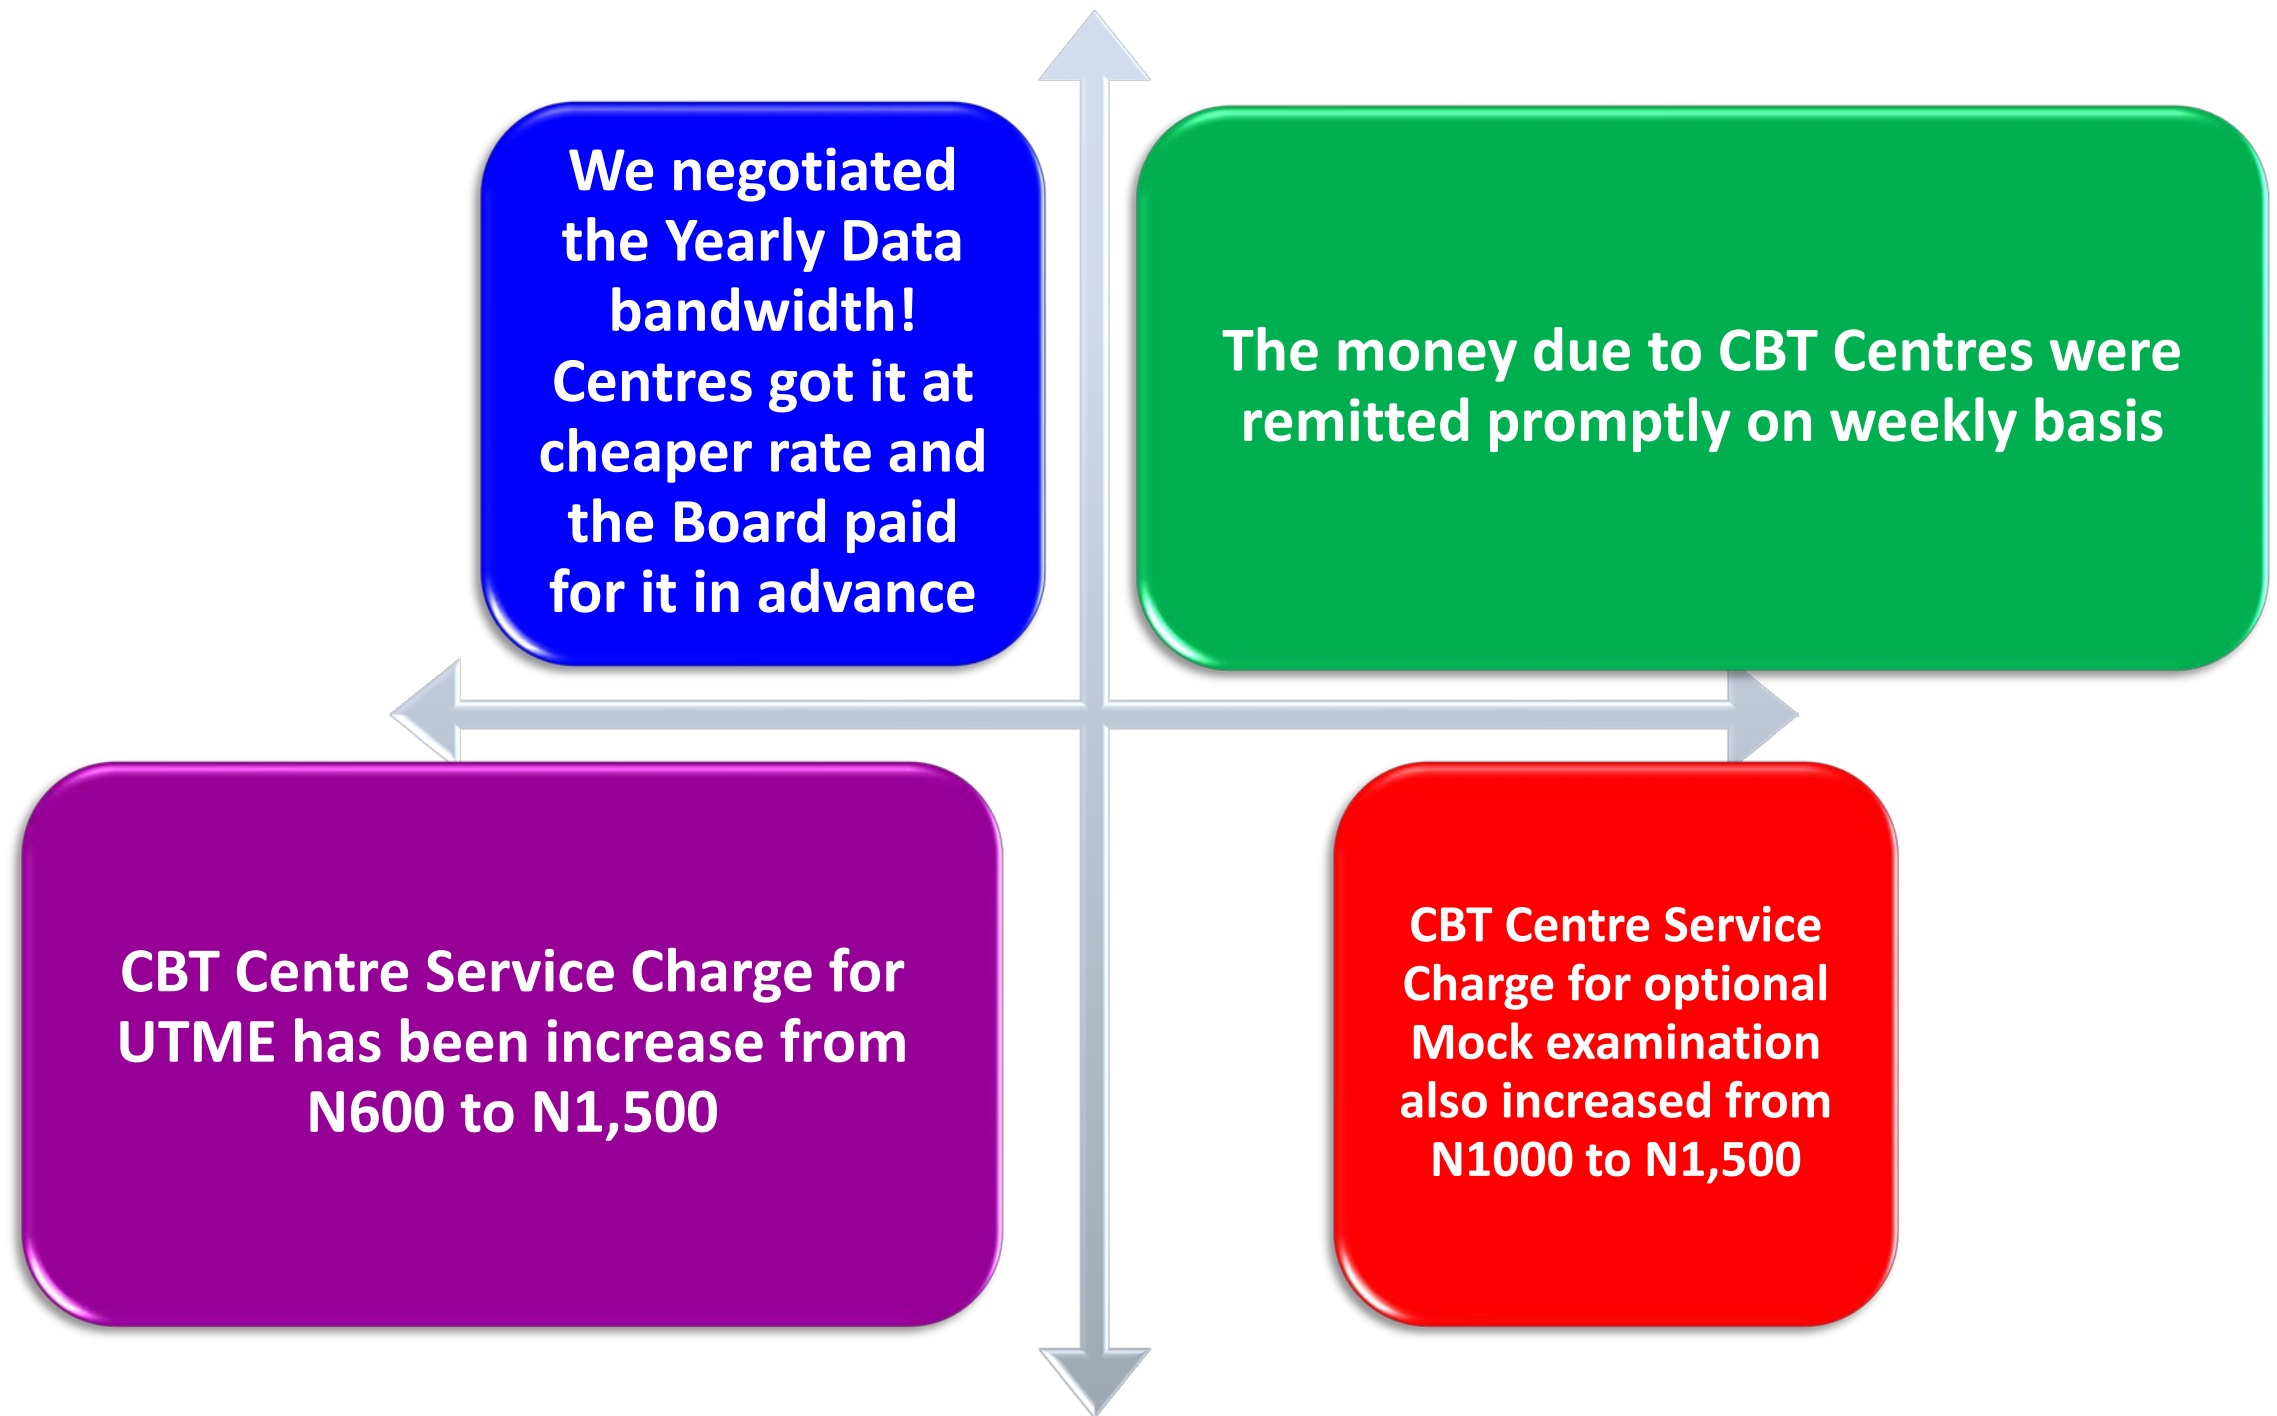 We negotiated
the Yearly Data
bandwidth!
Centres got it at
cheaper rate and
the Board paid
for it in advance
The money due to CBT Centres were
remitted promptly on weekly basis
CBT Centre Service Charge for
UTME has been increase from
N600 to N1,500
CBT Centre Service
Charge for optional
Mock examination
also increased from
N1000 to N1,500